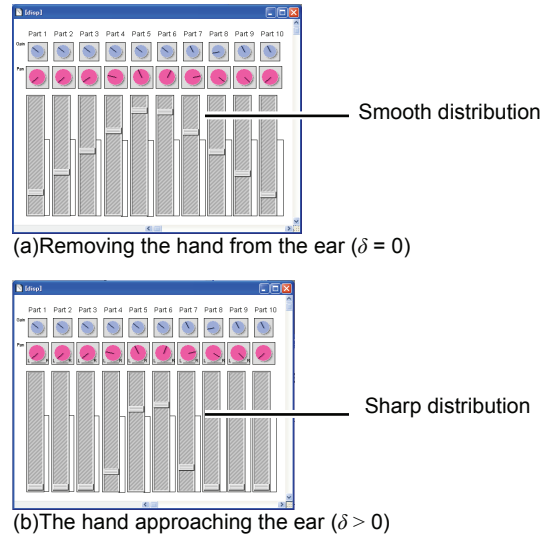 [disp]
Part 1 Part 2 Part 3 Part 4 Part 5 Part 6 Part 7 Part 8 Part 9 Part 10
Gain
Pan
Smooth distribution
(a)Removing the hand from the ear (δ = 0)
[disp]
Part 1 Part 2 Part 3 Part 4 Part 5 Part 6 Part 7 Part 8 Part 9 Part 10
Gain
Pan
L R L R L R L R L R L R L R L R L R L R
Sharp distribution
(b)The hand approaching the ear (δ > 0)